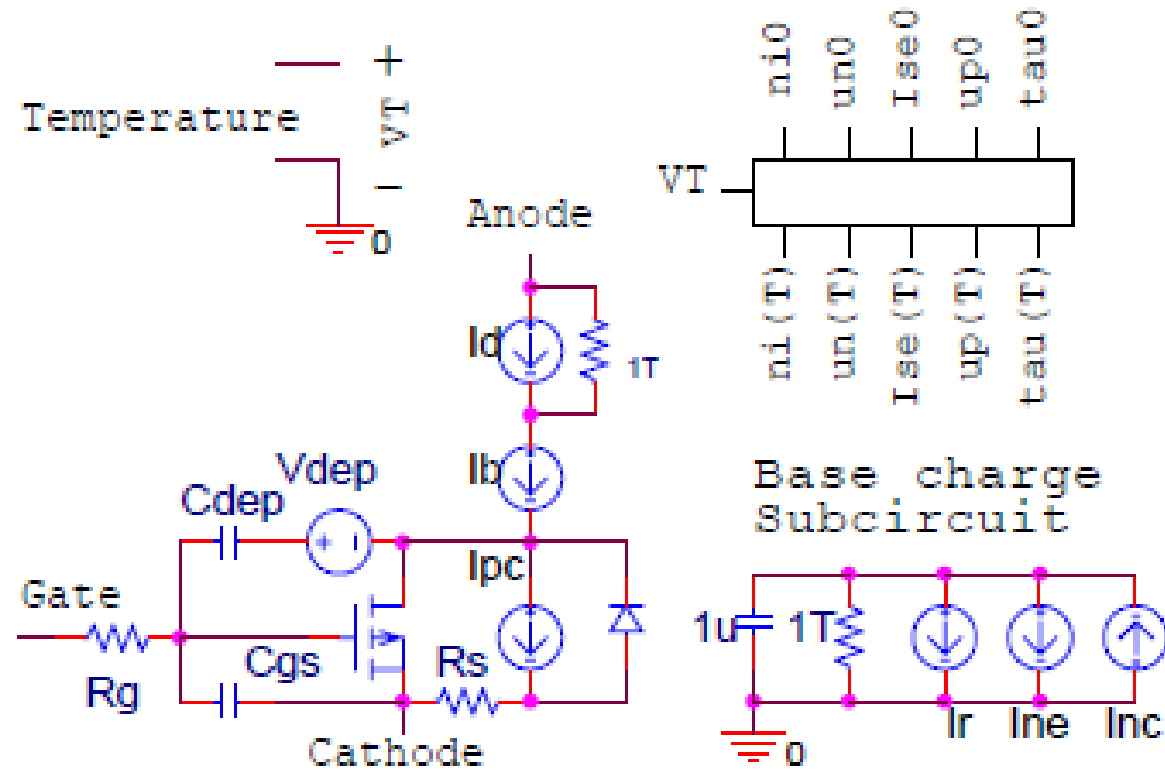 Temperature
+
VT
−
0
ni0
un0
Ise0
up0
tau0
VT
ni(T)
un(T)
Ise(T)
up(T)
tau(T)
Anode
Id
1T
Ib
Vdep
Cdep
+
-
Ipc
Gate
Rg
Cgs
Rs
Cathode
Base charge
Subcircuit
1u
1T
Ir
Ine
Inc
0